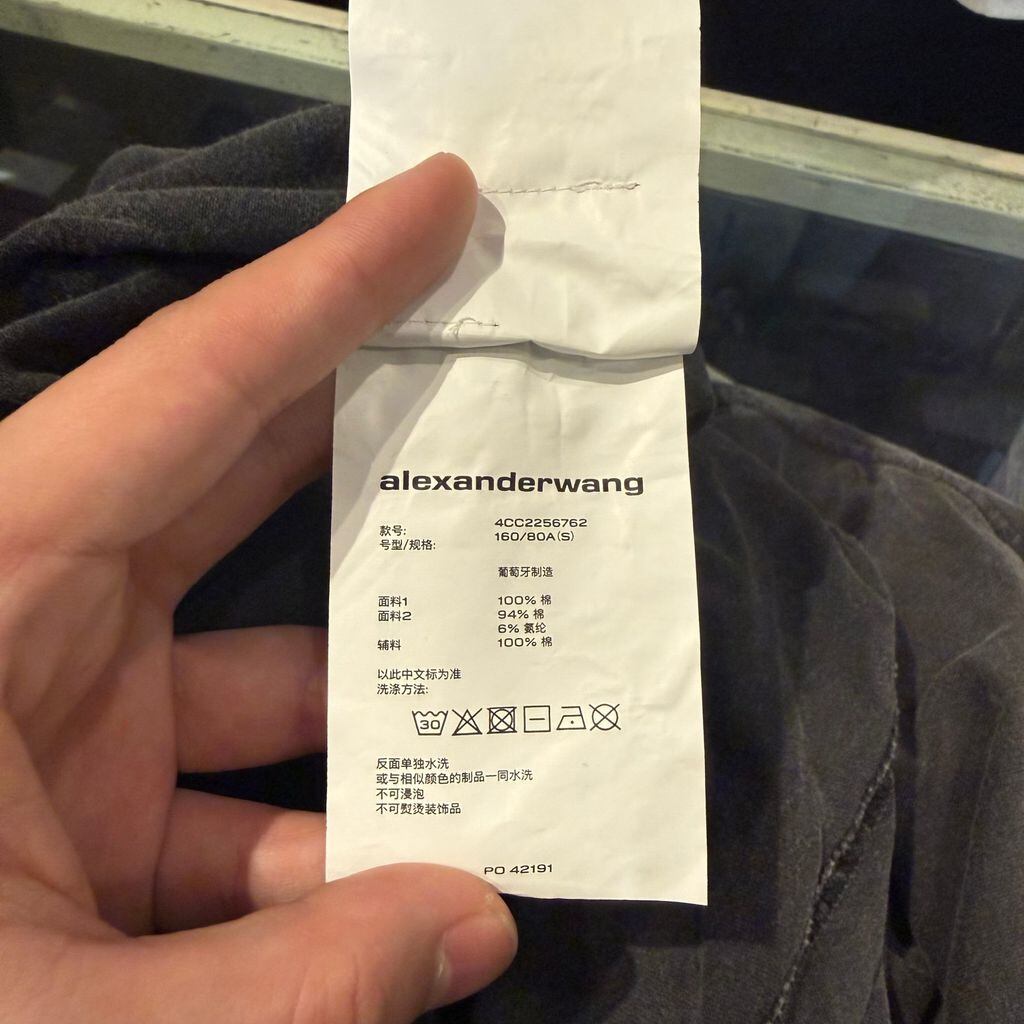 alexanderwang
款号: 4CC2256762
号型/规格: 160/80A(S)
葡萄牙制造
面料1 100% 棉
面料2 94% 棉
6% 氨纶
辅料 100% 棉
以此中文标为准
洗涤方法:
30
反面单独水洗
或与相似颜色的制品一同水洗
不可浸泡
不可熨烫装饰品
PO 42191